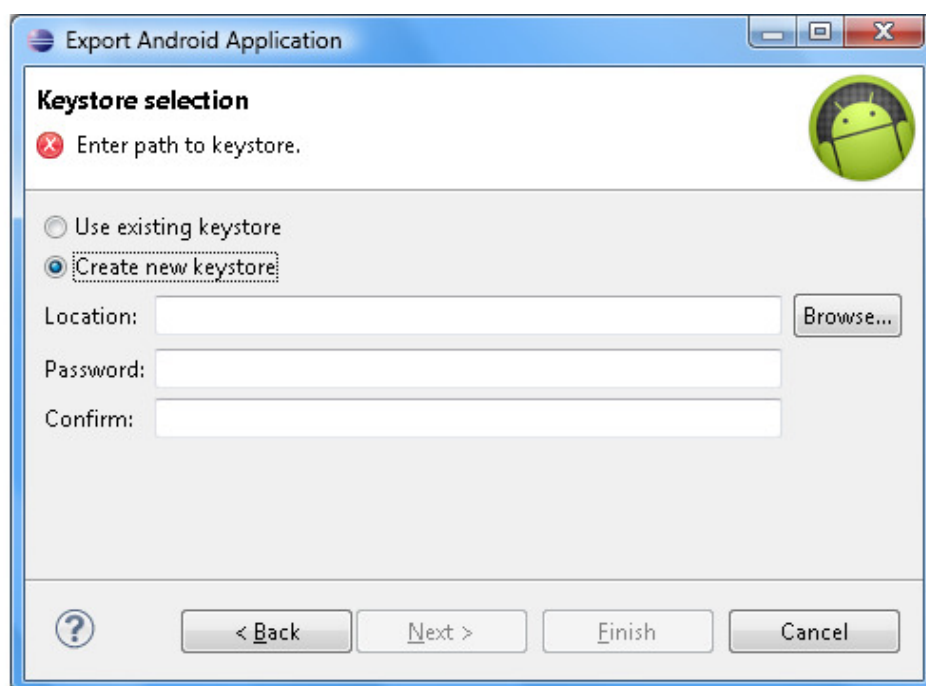 Export Android Application
Keystore selection
Enter path to keystore.
Use existing keystore
Create new keystore
Location: Browse...
Password:
Confirm:
? < Back Next > Finish Cancel